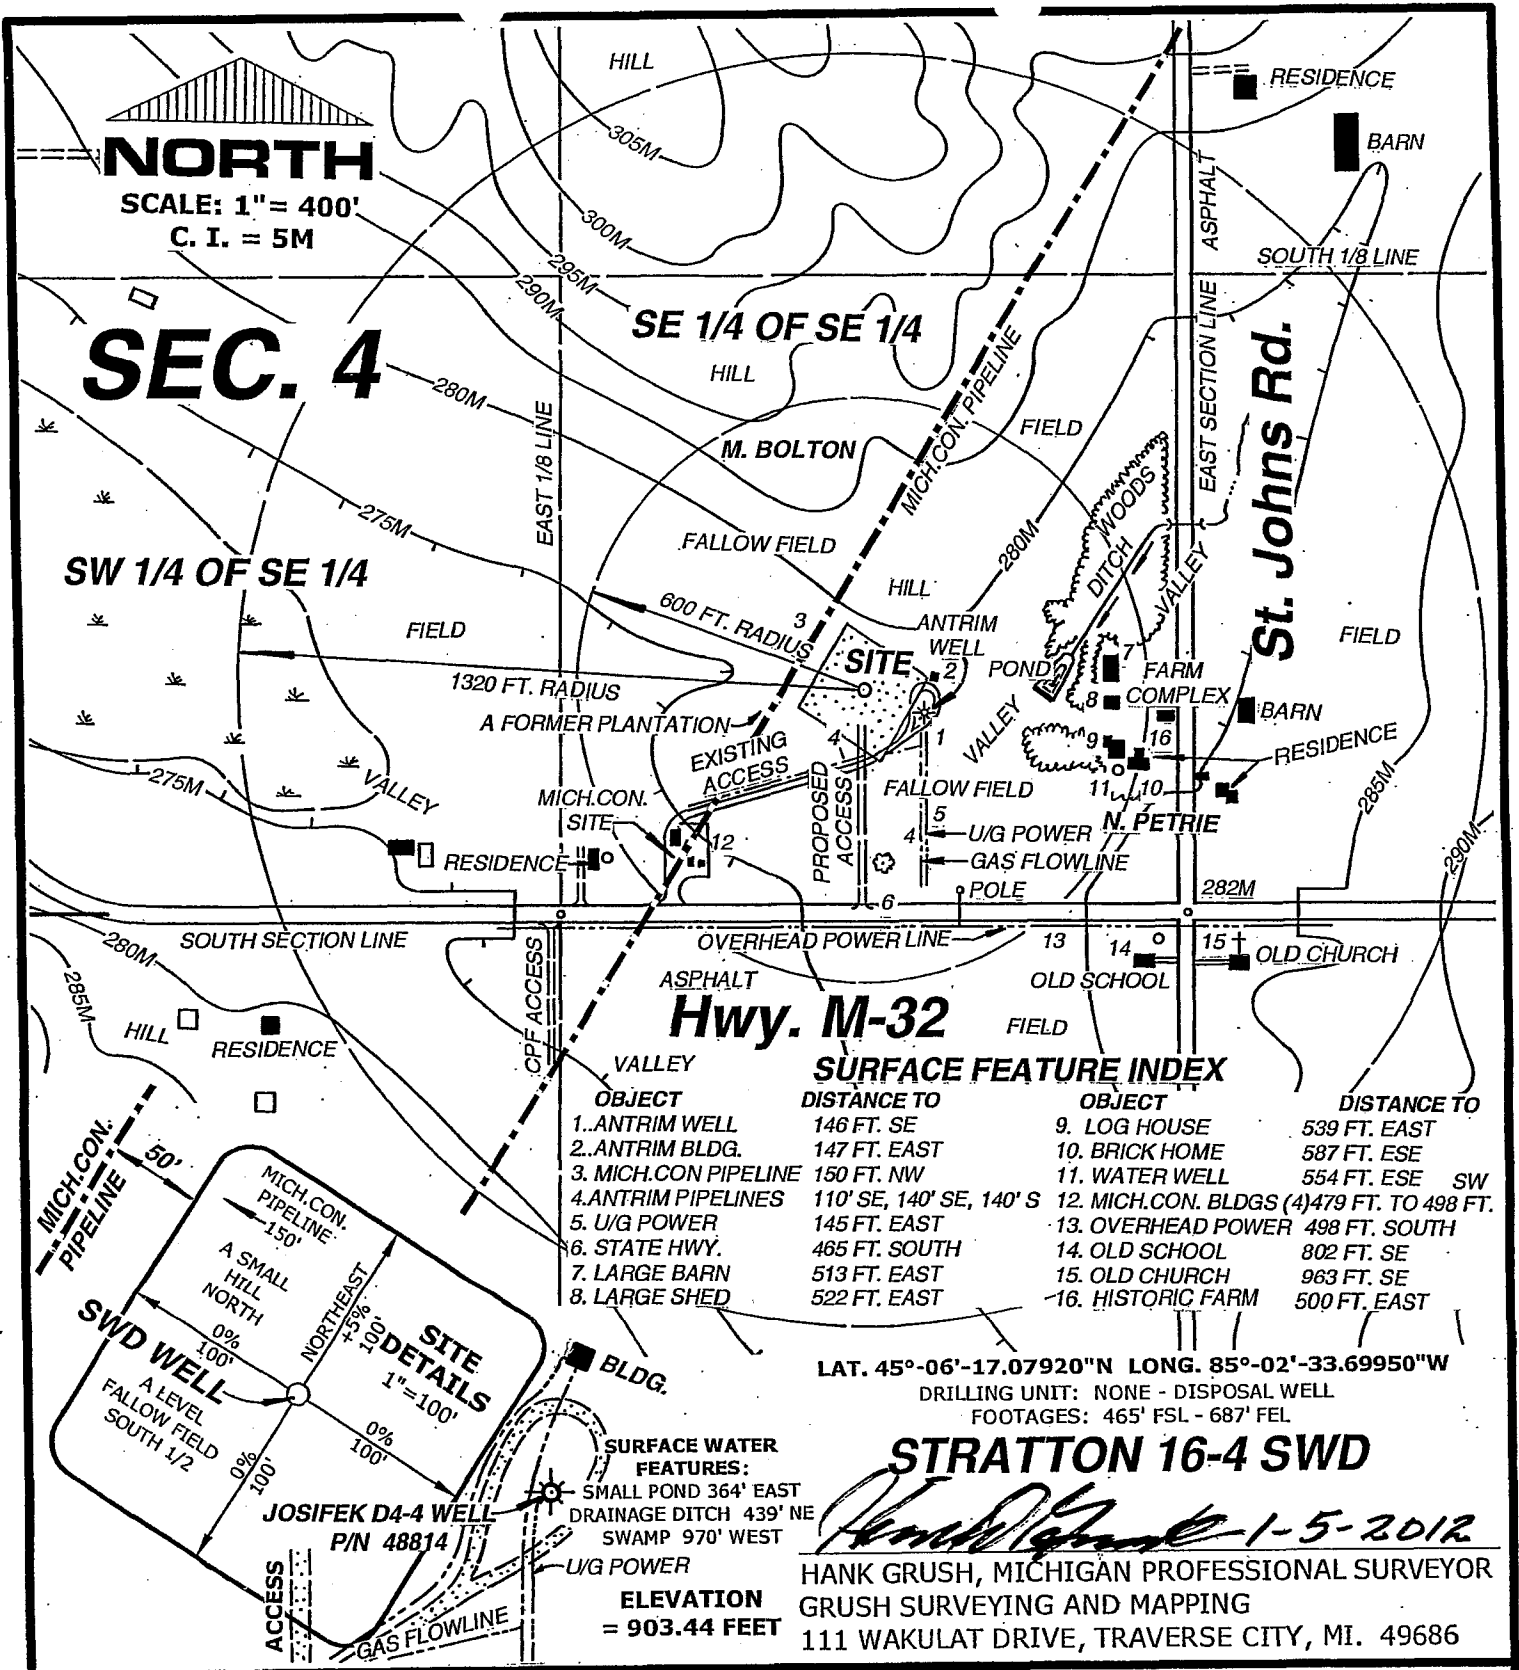 HILL
RESIDENCE
BARN
305M
NORTH
SCALE: 1"= 400'
C. I. = 5M
300M
ASPHALT
SOUTH 1/8 LINE
295M
290M
SEC. 4
SE 1/4 OF SE 1/4
HILL
280M
MICH.CON. PIPELINE
EAST SECTION LINE
St. Johns Rd.
FIELD
EAST 1/8 LINE
M. BOLTON
WOODS
275M
FALLOW FIELD
280M
DITCH
VALLEY
SW 1/4 OF SE 1/4
HILL
600 FT. RADIUS
3
ANTRIM
WELL
FIELD
FIELD
SITE
2
POND
7
FARM
COMPLEX
8
1320 FT. RADIUS
A FORMER PLANTATION
4
1
VALLEY
9
16
BARN
RESIDENCE
EXISTING
ACCESS
275M
VALLEY
MICH.CON.
SITE
PROPOSED
ACCESS
FALLOW FIELD
11
10
285M
5
N. PETRIE
12
4
U/G POWER
RESIDENCE
GAS FLOWLINE
290M
POLE
282M
6
SOUTH SECTION LINE
OVERHEAD POWER LINE
13
14
15
OLD CHURCH
280M
OLD SCHOOL
285M
CPF ACCESS
ASPHALT
Hwy. M-32
FIELD
HILL
RESIDENCE
VALLEY
SURFACE FEATURE INDEX
OBJECT DISTANCE TO OBJECT DISTANCE TO
1..ANTRIM WELL 146 FT. SE 9. LOG HOUSE 539 FT. EAST
2..ANTRIM BLDG. 147 FT. EAST 10. BRICK HOME 587 FT. ESE
3. MICH.CON PIPELINE 150 FT. NW 11. WATER WELL 554 FT. ESE SW
4.ANTRIM PIPELINES 110' SE, 140' SE, 140' S 12. MICH.CON. BLDGS (4)479 FT. TO 498 FT.
5. U/G POWER 145 FT. EAST 13. OVERHEAD POWER 498 FT. SOUTH
6. STATE HWY. 465 FT. SOUTH 14. OLD SCHOOL 802 FT. SE
7. LARGE BARN 513 FT. EAST 15. OLD CHURCH 963 FT. SE
8. LARGE SHED 522 FT. EAST 16. HISTORIC FARM 500 FT. EAST
MICH.CON.
PIPELINE
50'
MICH.CON.
PIPELINE
150'
A SMALL
HILL
NORTH
NORTHEAST
+5%
100'
0%
100'
SITE
DETAILS
1"=100'
SWD WELL
A LEVEL
FALLOW FIELD
SOUTH 1/2
0%
100'
0%
100'
BLDG.
JOSIFEK D4-4 WELL
P/N 48814
ACCESS
GAS FLOWLINE
U/G POWER
SURFACE WATER
FEATURES:
SMALL POND 364' EAST
DRAINAGE DITCH 439' NE
SWAMP 970' WEST
ELEVATION
= 903.44 FEET
LAT. 45°-06'-17.07920"N LONG. 85°-02'-33.69950"W
DRILLING UNIT: NONE - DISPOSAL WELL
FOOTAGES: 465' FSL - 687' FEL
STRATTON 16-4 SWD
1-5-2012
HANK GRUSH, MICHIGAN PROFESSIONAL SURVEYOR
GRUSH SURVEYING AND MAPPING
111 WAKULAT DRIVE, TRAVERSE CITY, MI. 49686